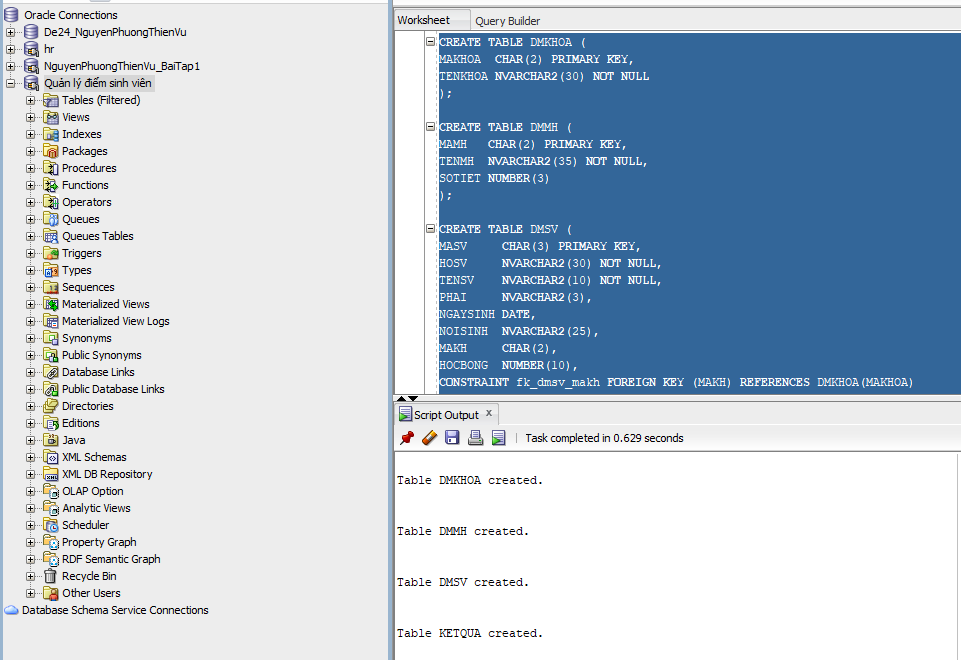 Oracle Connections
De24_NguyenPhuongThienVu
hr
NguyenPhuongThienVu_BaiTap1
Quản lý điểm sinh viên
Tables (Filtered)
Views
Indexes
Packages
Procedures
Functions
Operators
Queues
Queues Tables
Triggers
Types
Sequences
Materialized Views
Materialized View Logs
Synonyms
Public Synonyms
Database Links
Public Database Links
Directories
Editions
Java
XML Schemas
XML DB Repository
OLAP Option
Analytic Views
Scheduler
Property Graph
RDF Semantic Graph
Recycle Bin
Other Users
Database Schema Service Connections
Worksheet Query Builder
CREATE TABLE DMKHOA (
MAKHOA CHAR(2) PRIMARY KEY,
TENKHOA NVARCHAR2(30) NOT NULL
);
CREATE TABLE DMMH (
MAMH CHAR(2) PRIMARY KEY,
TENMH NVARCHAR2(35) NOT NULL,
SOTIET NUMBER(3)
);
CREATE TABLE DMSV (
MASV CHAR(3) PRIMARY KEY,
HOSV NVARCHAR2(30) NOT NULL,
TENSV NVARCHAR2(10) NOT NULL,
PHAI NVARCHAR2(3),
NGAYSINH DATE,
NOISINH NVARCHAR2(25),
MAKH CHAR(2),
HOCBONG NUMBER(10),
CONSTRAINT fk_dmsv_makh FOREIGN KEY (MAKH) REFERENCES DMKHOA(MAKHOA)
Script Output x
Task completed in 0.629 seconds
Table DMKHOA created.
Table DMMH created.
Table DMSV created.
Table KETQUA created.